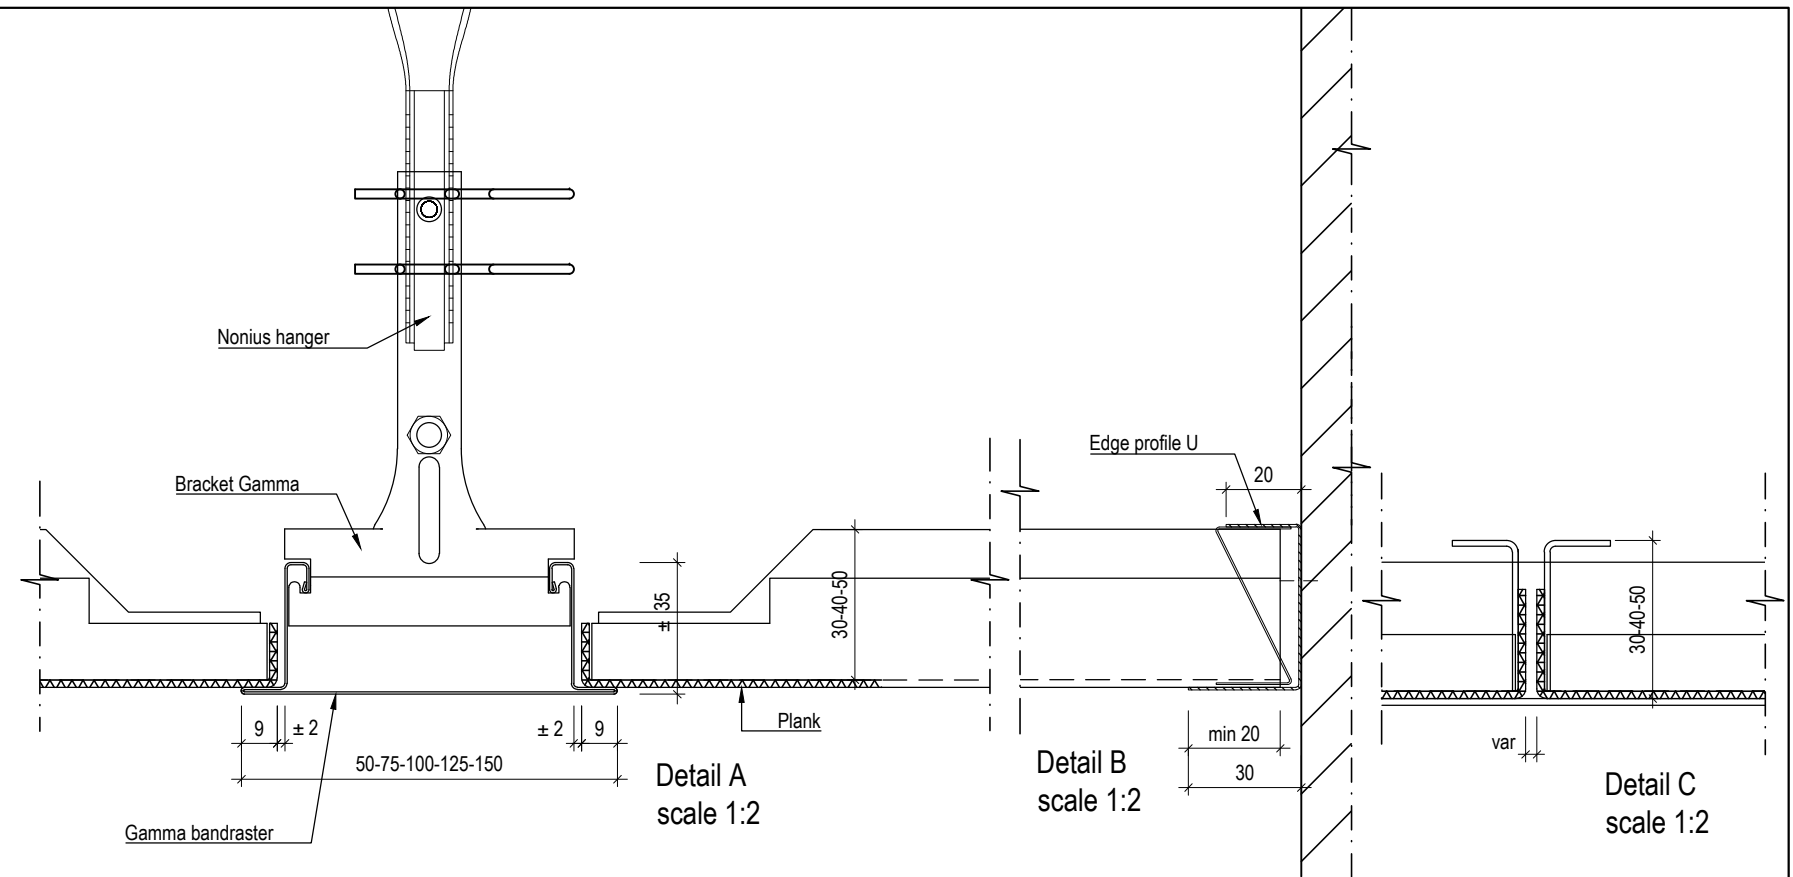 Nonius hanger
Bracket Gamma
Edge profile U
20
± 35
30-40-50
30-40-50
9
± 2
± 2
9
Plank
50-75-100-125-150
Gamma bandraster
Detail A
scale 1:2
min 20
30
Detail B
scale 1:2
var
Detail C
scale 1:2